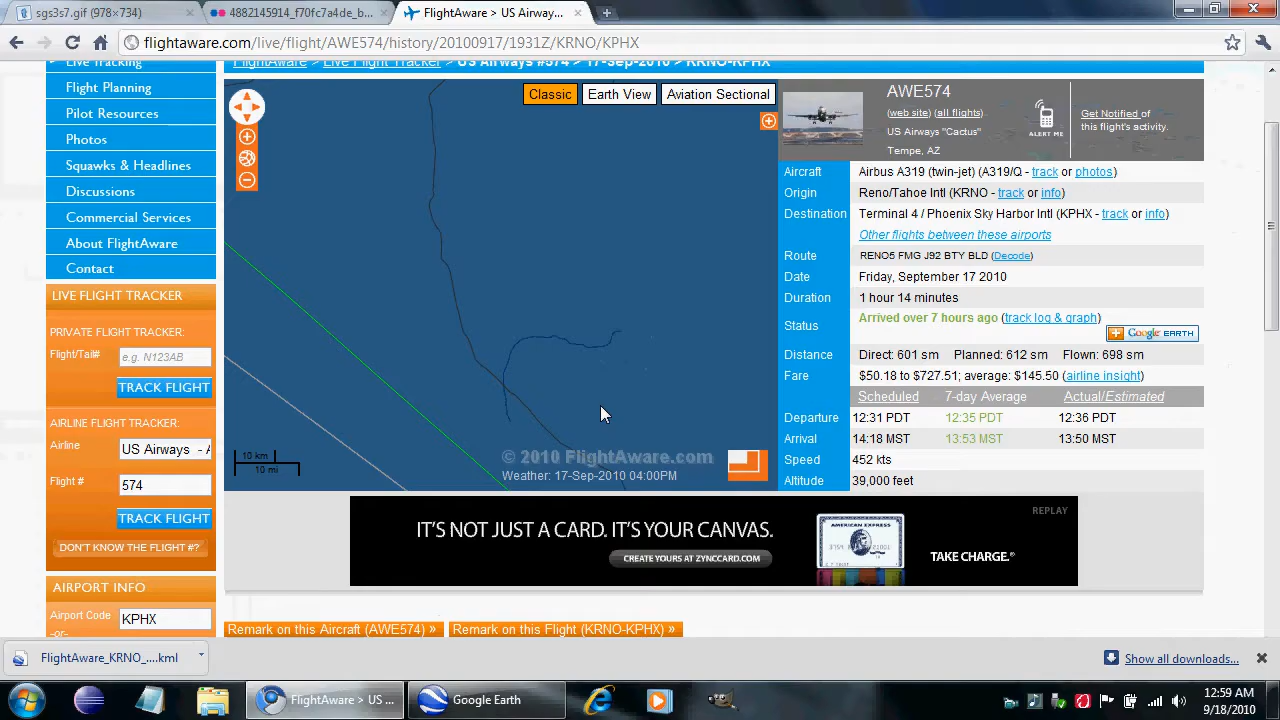 sgs3s7.gif (978×734)
4882145914_f70fc7a4de_b...
FlightAware > US Airway...
flightaware.com/live/flight/AWE574/history/20100917/1931Z/KRNO/KPHX
Live Tracking
Flight Planning
Pilot Resources
Photos
Squawks & Headlines
Discussions
Commercial Services
About FlightAware
Contact
LIVE FLIGHT TRACKER
PRIVATE FLIGHT TRACKER:
Flight/Tail# e.g. N123AB
TRACK FLIGHT
AIRLINE FLIGHT TRACKER:
Airline US Airways - A
Flight # 574
TRACK FLIGHT
DON'T KNOW THE FLIGHT #?
AIRPORT INFO
Airport Code KPHX
-or-
FlightAware > Live Flight Tracker > US Airways #574 > 17-Sep-2010 > KRNO-KPHX
Classic Earth View Aviation Sectional
10 km
10 mi
© 2010 FlightAware.com
Weather: 17-Sep-2010 04:00PM
AWE574
(web site) (all flights)
US Airways "Cactus"
Tempe, AZ
ALERT ME
Get Notified of
this flight's activity.
Aircraft Airbus A319 (twin-jet) (A319/Q - track or photos)
Origin Reno/Tahoe Intl (KRNO - track or info)
Destination Terminal 4 / Phoenix Sky Harbor Intl (KPHX - track or info)
Other flights between these airports
Route RENO5 FMG J92 BTY BLD (Decode)
Date Friday, September 17 2010
Duration 1 hour 14 minutes
Status Arrived over 7 hours ago (track log & graph)
Google EARTH
Distance Direct: 601 sm Planned: 612 sm Flown: 698 sm
Fare $50.18 to $727.51; average: $145.50 (airline insight)
Scheduled 7-day Average Actual/Estimated
Departure 12:31 PDT 12:35 PDT 12:36 PDT
Arrival 14:18 MST 13:53 MST 13:50 MST
Speed 452 kts
Altitude 39,000 feet
IT'S NOT JUST A CARD. IT'S YOUR CANVAS.
CREATE YOURS AT ZYNCCARD.COM
AMERICAN EXPRESS
TAKE CHARGE.®
REPLAY
Remark on this Aircraft (AWE574) »
Remark on this Flight (KRNO-KPHX) »
FlightAware_KRNO_....kml
Show all downloads...
FlightAware > US ...
Google Earth
12:59 AM
9/18/2010